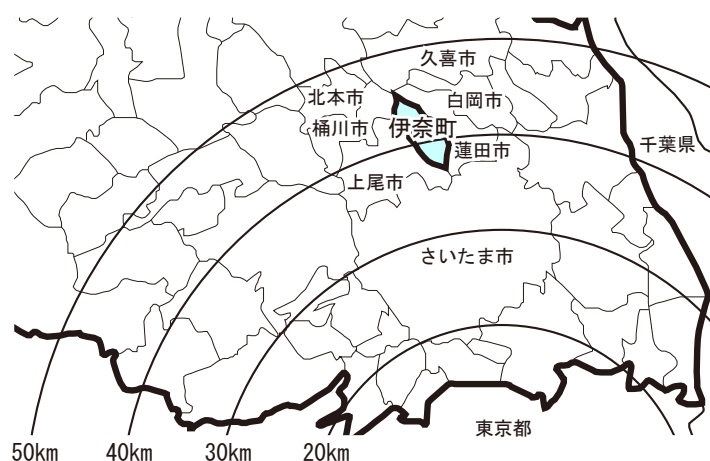 久喜市
北本市
白岡市
桶川市
伊奈町
千葉県
蓮田市
上尾市
さいたま市
東京都
50km
40km
30km
20km